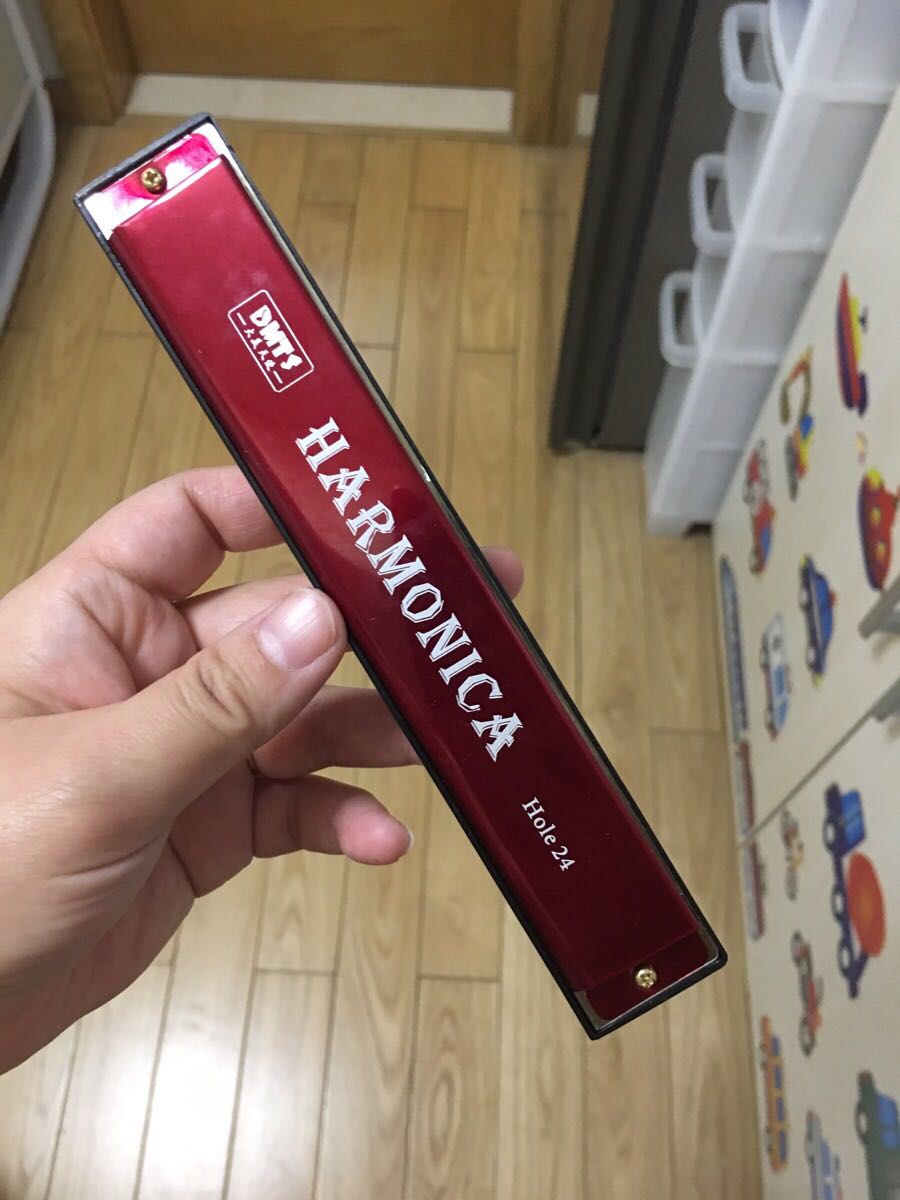 DMTS
HARMONICA
Hole 24